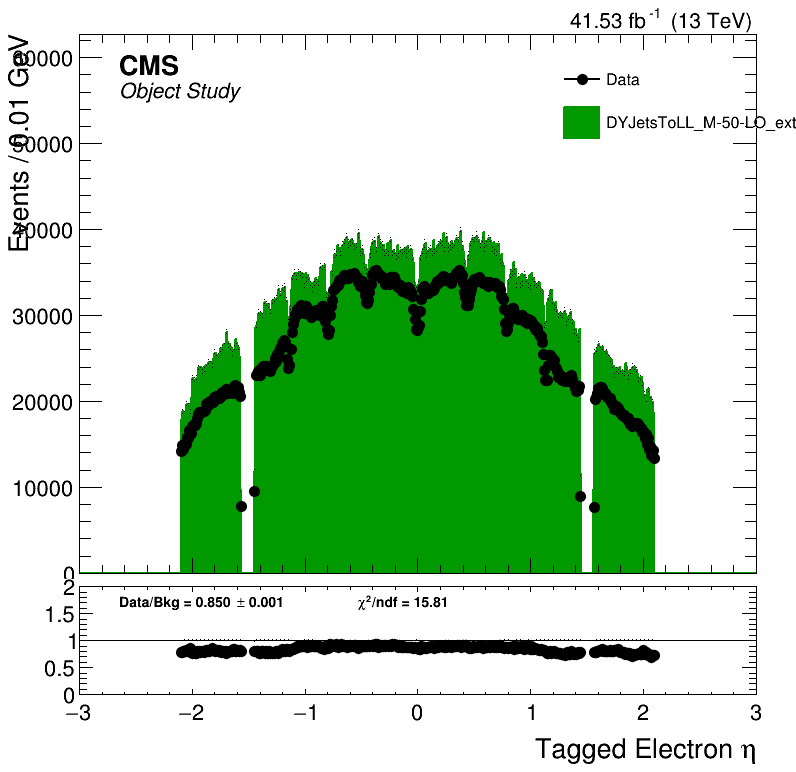 41.53 fb⁻¹ (13 TeV)
Events / 0.01 GeV
CMS
Object Study
Data
DYJetsToLL_M-50-LO_ext
60000
50000
40000
30000
20000
10000
0
Data/Bkg = 0.850 ± 0.001
χ²/ndf = 15.81
2
1.5
1
0.5
0
−3 −2 −1 0 1 2 3
Tagged Electron η